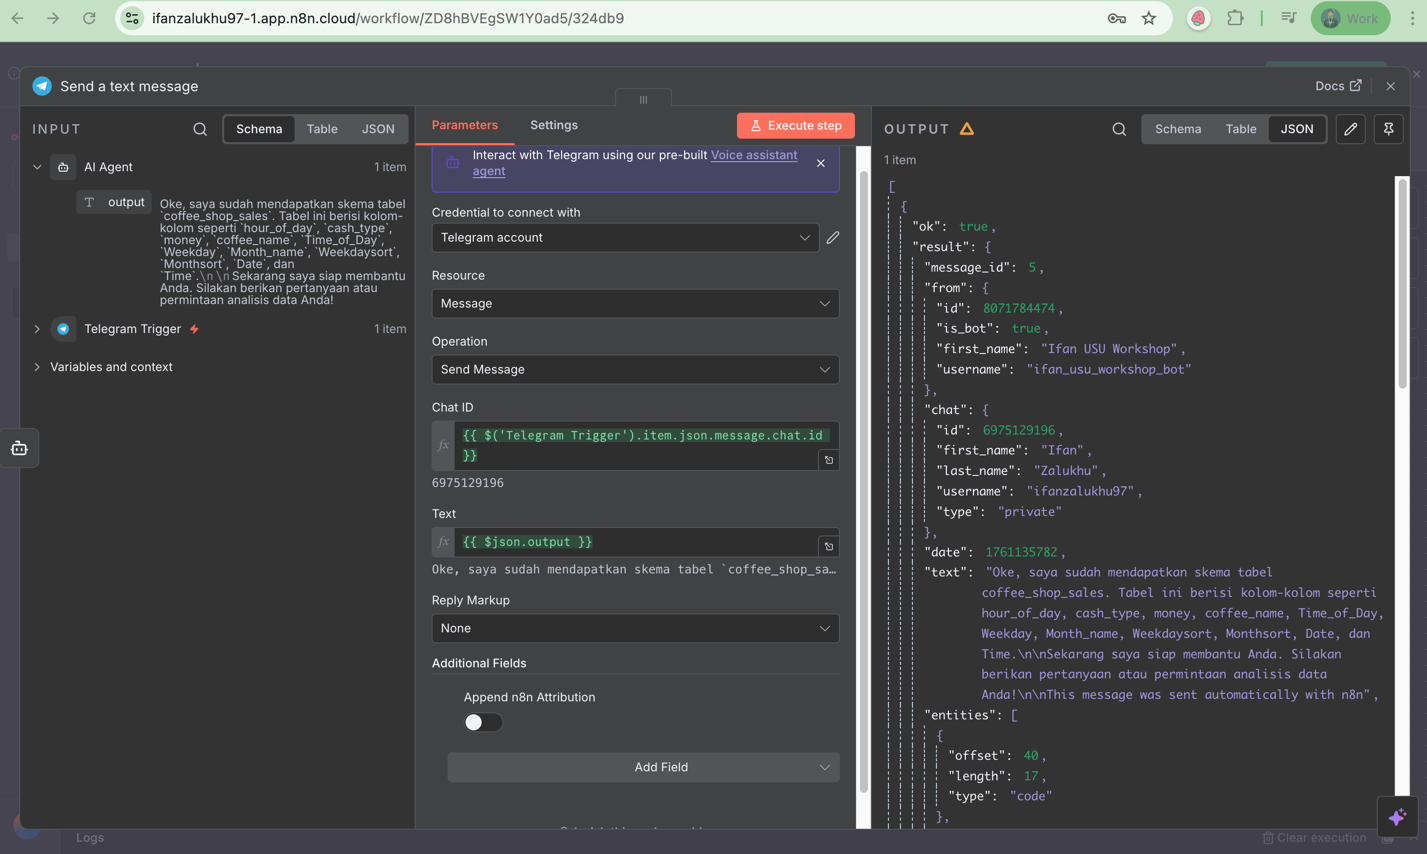 ifanzalukhu97-1.app.n8n.cloud/workflow/ZD8hBVEgSW1Y0ad5/324db9
Work
Send a text message
Docs
INPUT
Schema
Table
JSON
AI Agent
1 item
T output
Oke, saya sudah mendapatkan skema tabel
`coffee_shop_sales`. Tabel ini berisi kolom-
kolom seperti `hour_of_day`, `cash_type`,
`money`, `coffee_name`, `Time_of_Day`,
`Weekday`, `Month_name`, `Weekdaysort`,
`Monthsort`, `Date`, dan
`Time`.\n\nSekarang saya siap membantu
Anda. Silakan berikan pertanyaan atau
permintaan analisis data Anda!
Telegram Trigger
1 item
Variables and context
Parameters
Settings
Execute step
Interact with Telegram using our pre-built Voice assistant
agent
Credential to connect with
Telegram account
Resource
Message
Operation
Send Message
Chat ID
fx
{{ $('Telegram Trigger').item.json.message.chat.id
}}
6975129196
Text
fx
{{ $json.output }}
Oke, saya sudah mendapatkan skema tabel `coffee_shop_sa…
Reply Markup
None
Additional Fields
Append n8n Attribution
Add Field
OUTPUT
Schema
Table
JSON
1 item
[
{
"ok": true,
"result": {
"message_id": 5,
"from": {
"id": 8071784474,
"is_bot": true,
"first_name": "Ifan USU Workshop",
"username": "ifan_usu_workshop_bot"
},
"chat": {
"id": 6975129196,
"first_name": "Ifan",
"last_name": "Zalukhu",
"username": "ifanzalukhu97",
"type": "private"
},
"date": 1761135782,
"text": "Oke, saya sudah mendapatkan skema tabel
coffee_shop_sales. Tabel ini berisi kolom-kolom seperti
hour_of_day, cash_type, money, coffee_name, Time_of_Day,
Weekday, Month_name, Weekdaysort, Monthsort, Date, dan
Time.\n\nSekarang saya siap membantu Anda. Silakan
berikan pertanyaan atau permintaan analisis data
Anda!\n\nThis message was sent automatically with n8n",
"entities": [
{
"offset": 40,
"length": 17,
"type": "code"
},
Logs
Clear execution